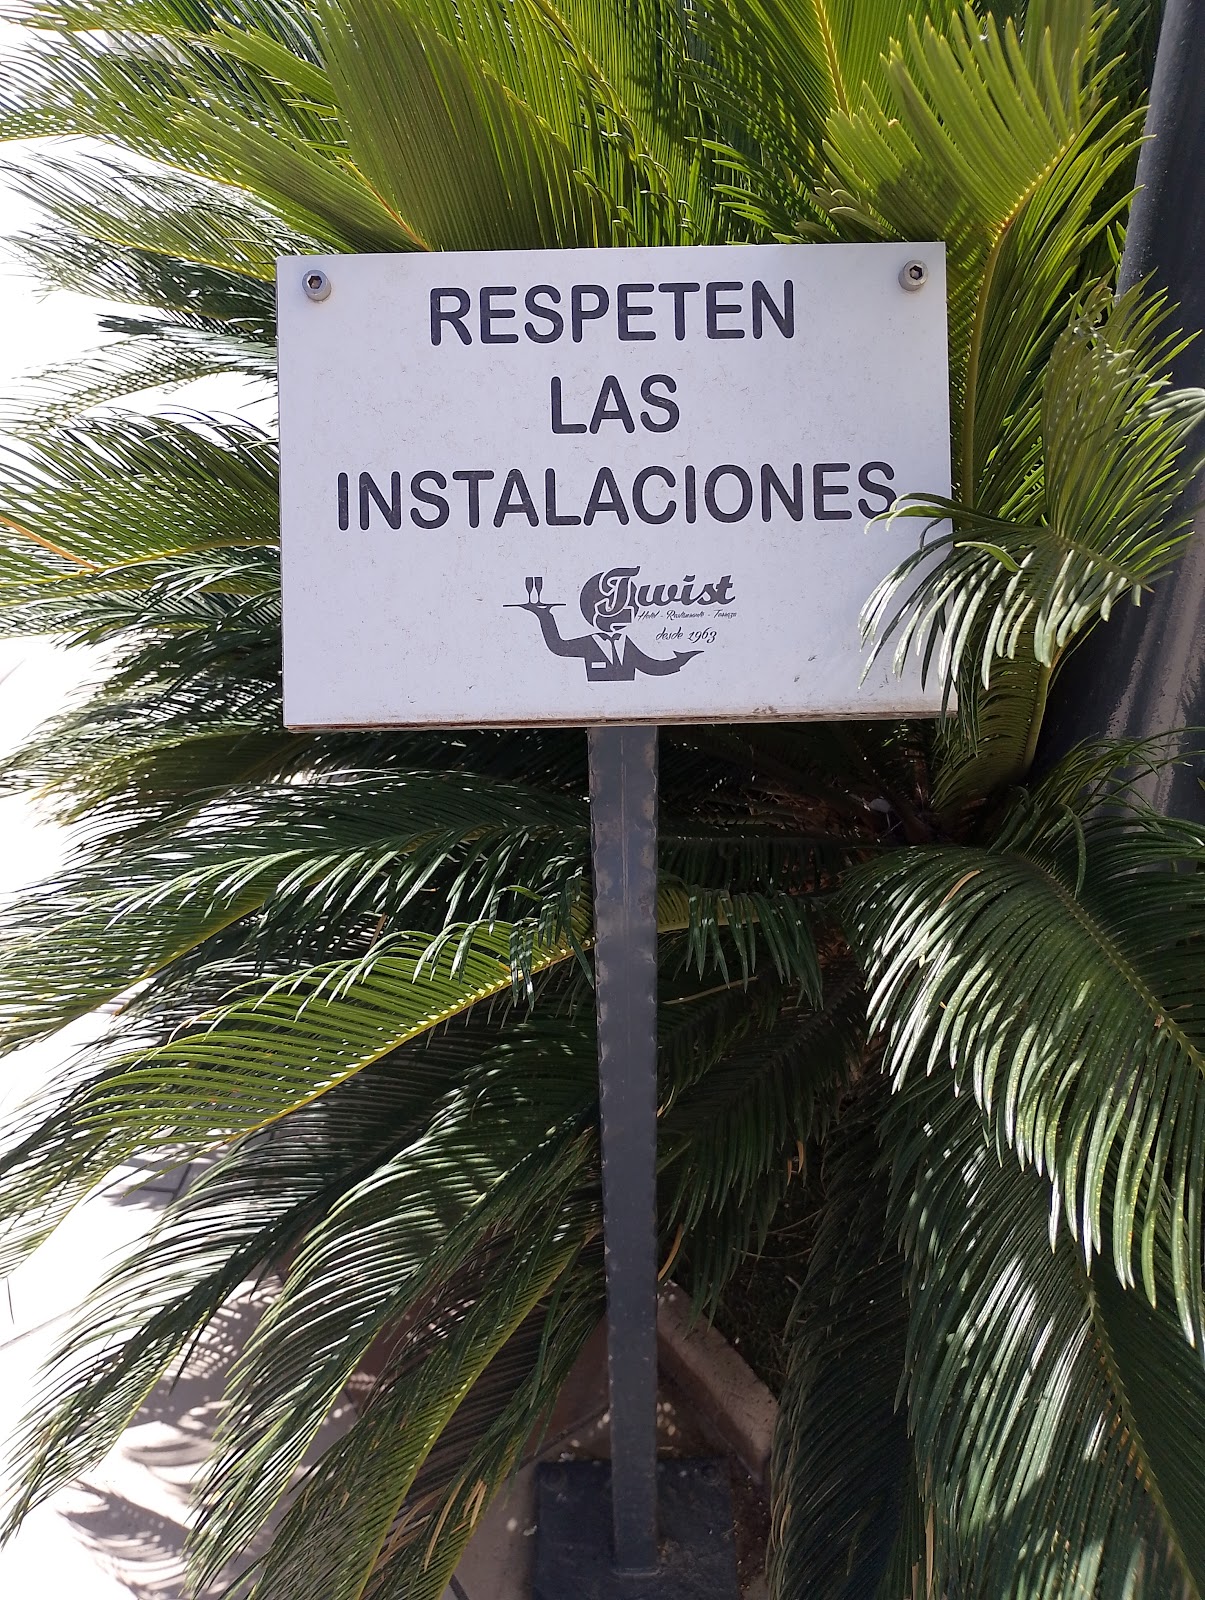 RESPETEN
LAS
INSTALACIONES
Twist
Hotel - Restaurante - Terraza
desde 1963